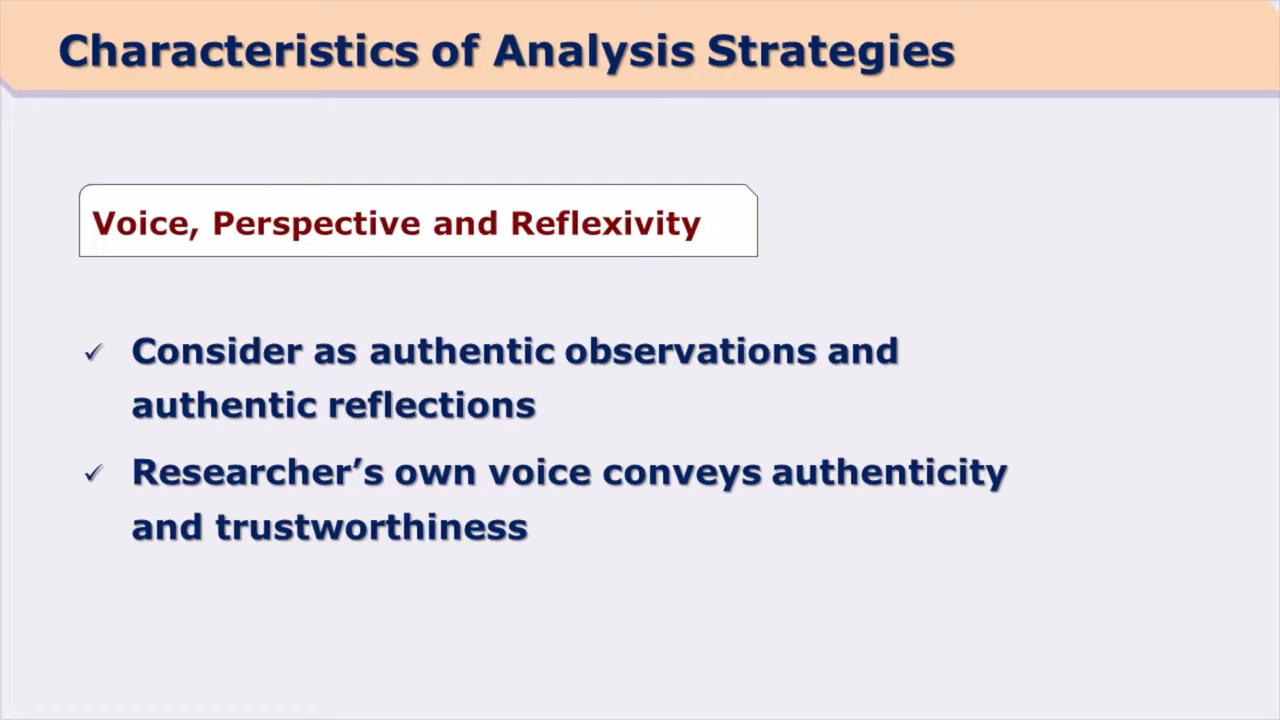 Characteristics of Analysis Strategies
Voice, Perspective and Reflexivity
✓ Consider as authentic observations and
authentic reflections
✓ Researcher’s own voice conveys authenticity
and trustworthiness